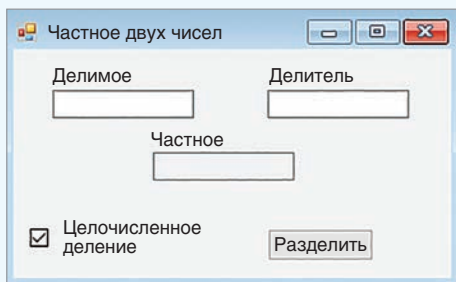 Частное двух чисел
Делимое Делитель
Частное
Целочисленное
деление
Разделить